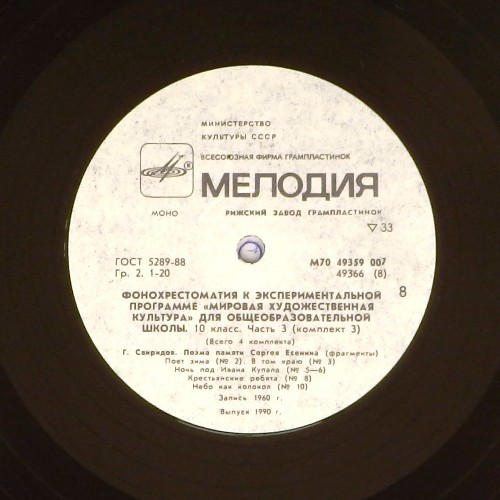 МИНИСТЕРСТВО
КУЛЬТУРЫ СССР
ВСЕСОЮЗНАЯ ФИРМА ГРАМПЛАСТИНОК
®
МЕЛОДИЯ
МОНО
РИЖСКИЙ ЗАВОД ГРАМПЛАСТИНОК
▽ 33
ГОСТ 5289-88
М70 49359 007
Гр. 2. 1-20
49366 (8)
ФОНОХРЕСТОМАТИЯ К ЭКСПЕРИМЕНТАЛЬНОЙ
8
ПРОГРАММЕ «МИРОВАЯ ХУДОЖЕСТВЕННАЯ
КУЛЬТУРА» ДЛЯ ОБЩЕОБРАЗОВАТЕЛЬНОЙ
ШКОЛЫ. 10 класс. Часть 3 (комплект 3)
(Всего 4 комплекта)
Г. Свиридов. Поэма памяти Сергея Есенина (фрагменты)
Поет зима (№ 2). В том краю (№ 3)
Ночь под Ивана Купала (№ 5—6)
Крестьянские ребята (№ 8)
Небо как колокол (№ 10)
Запись 1960 г.
Выпуск 1990 г.